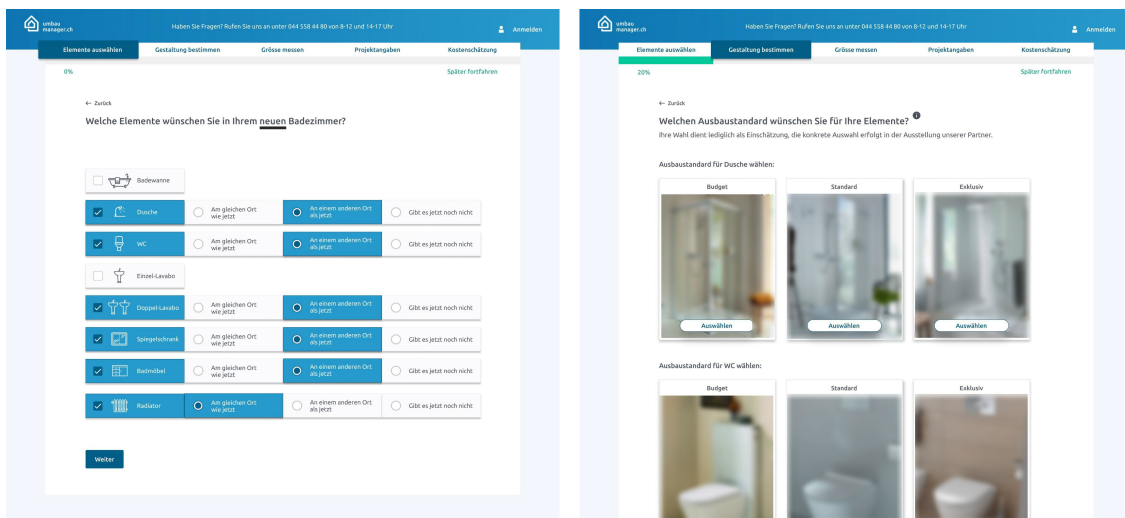 umbau
manager.ch
Haben Sie Fragen? Rufen Sie uns an unter 044 558 44 80 von 8-12 und 14-17 Uhr
Anmelden
Elemente auswählen
Gestaltung bestimmen
Grösse messen
Projektangaben
Kostenschätzung
0%
Später fortfahren
← Zurück
Welche Elemente wünschen Sie in Ihrem neuen Badezimmer?
Badewanne
Dusche
Am gleichen Ort
wie jetzt
An einem anderen Ort
als jetzt
Gibt es jetzt noch nicht
WC
Am gleichen Ort
wie jetzt
An einem anderen Ort
als jetzt
Gibt es jetzt noch nicht
Einzel-Lavabo
Doppel-Lavabo
Am gleichen Ort
wie jetzt
An einem anderen Ort
als jetzt
Gibt es jetzt noch nicht
Spiegelschrank
Am gleichen Ort
wie jetzt
An einem anderen Ort
als jetzt
Gibt es jetzt noch nicht
Badmöbel
Am gleichen Ort
wie jetzt
An einem anderen Ort
als jetzt
Gibt es jetzt noch nicht
Radiator
Am gleichen Ort
wie jetzt
An einem anderen Ort
als jetzt
Gibt es jetzt noch nicht
Weiter
umbau
manager.ch
Haben Sie Fragen? Rufen Sie uns an unter 044 558 44 80 von 8-12 und 14-17 Uhr
Anmelden
Elemente auswählen
Gestaltung bestimmen
Grösse messen
Projektangaben
Kostenschätzung
20%
Später fortfahren
← Zurück
Welchen Ausbaustandard wünschen Sie für Ihre Elemente?
Ihre Wahl dient lediglich als Einschätzung, die konkrete Auswahl erfolgt in der Ausstellung unserer Partner.
Ausbaustandard für Dusche wählen:
Budget
Standard
Exklusiv
Auswählen
Auswählen
Auswählen
Ausbaustandard für WC wählen:
Budget
Standard
Exklusiv